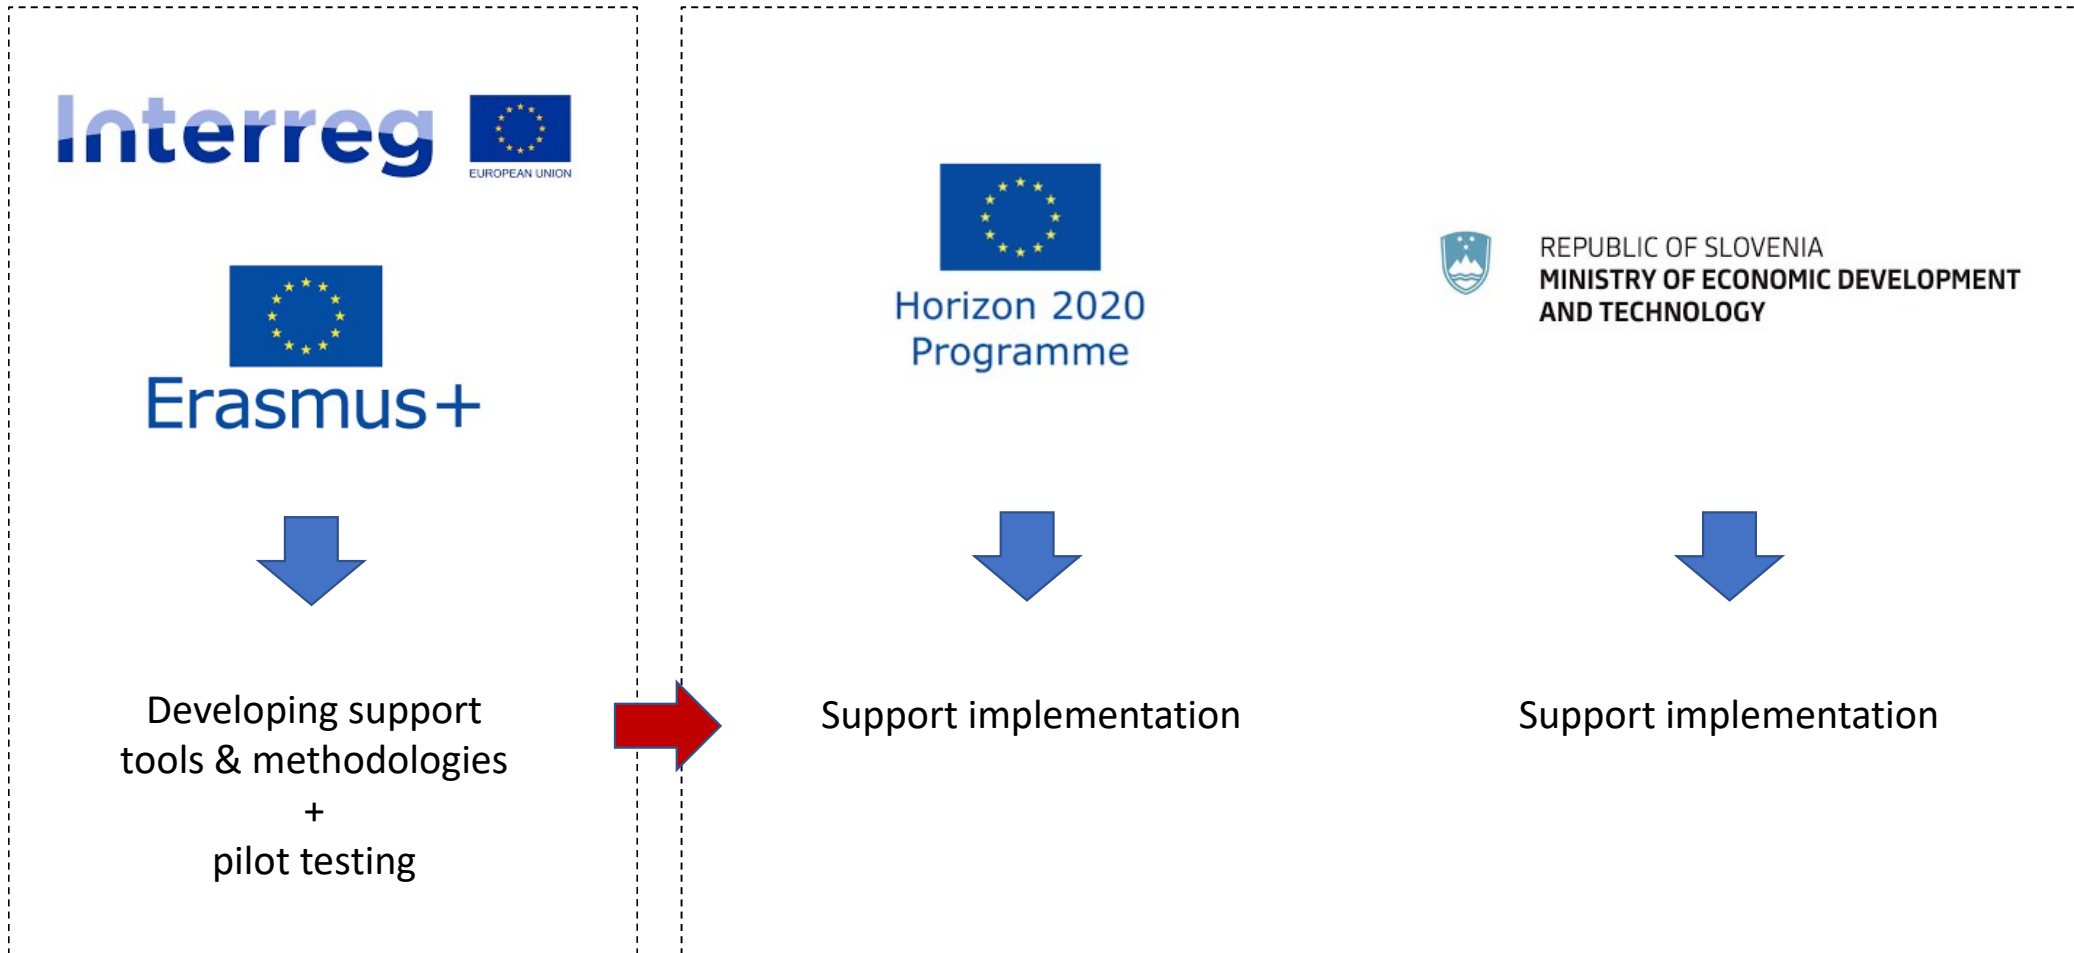 Interreg
EUROPEAN UNION
Erasmus+
Developing support
tools & methodologies
+
pilot testing
Horizon 2020
Programme
Support implementation
REPUBLIC OF SLOVENIA
MINISTRY OF ECONOMIC DEVELOPMENT
AND TECHNOLOGY
Support implementation